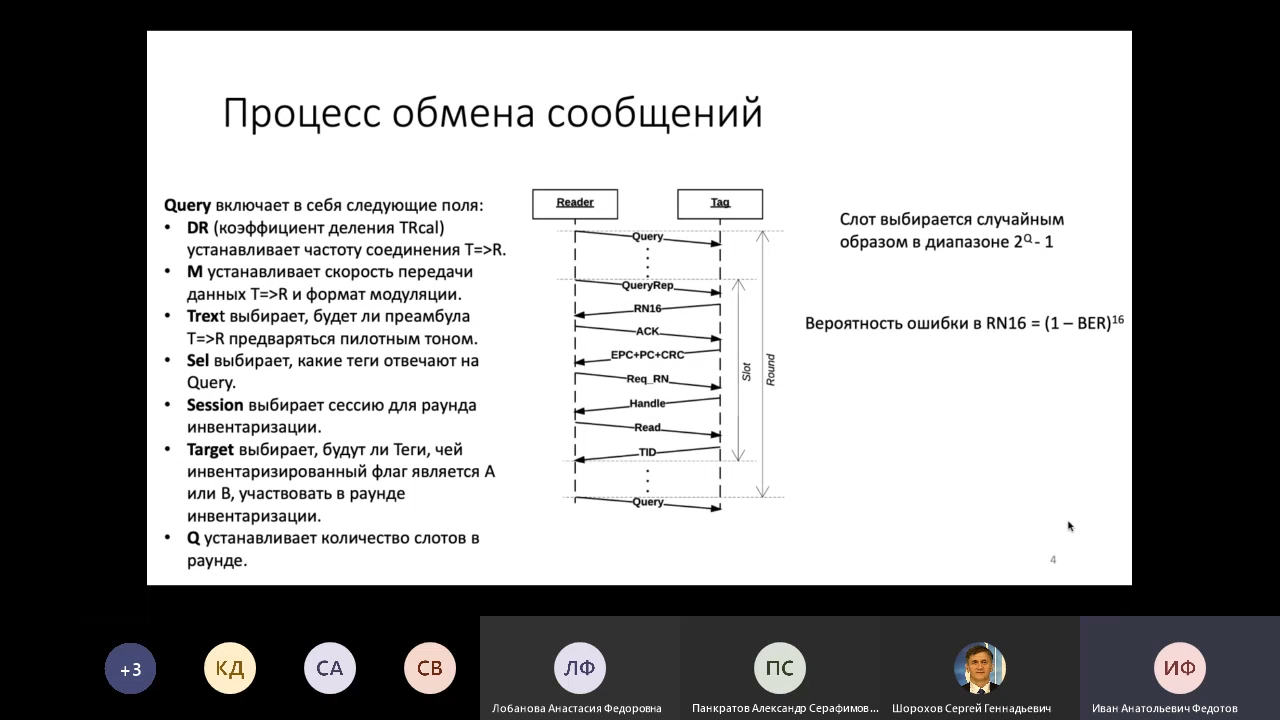 Процесс обмена сообщений
Query включает в себя следующие поля:
• DR (коэффициент деления TRcal)
устанавливает частоту соединения T=>R.
• M устанавливает скорость передачи
данных T=>R и формат модуляции.
• Trext выбирает, будет ли преамбула
T=>R предваряться пилотным тоном.
• Sel выбирает, какие теги отвечают на
Query.
• Session выбирает сессию для раунда
инвентаризации.
• Target выбирает, будут ли Теги, чей
инвентаризированный флаг является A
или B, участвовать в раунде
инвентаризации.
• Q устанавливает количество слотов в
раунде.
Reader
Tag
Query
QueryRep
RN16
ACK
EPC+PC+CRC
Req_RN
Handle
Read
TID
Query
Slot
Round
Слот выбирается случайным
образом в диапазоне 2^Q - 1
Вероятность ошибки в RN16 = (1 – BER)^16
4
+3
КД
СА
СВ
ЛФ
ПС
ИФ
Лобанова Анастасия Федоровна
Панкратов Александр Серафимов...
Шорохов Сергей Геннадьевич
Иван Анатольевич Федотов